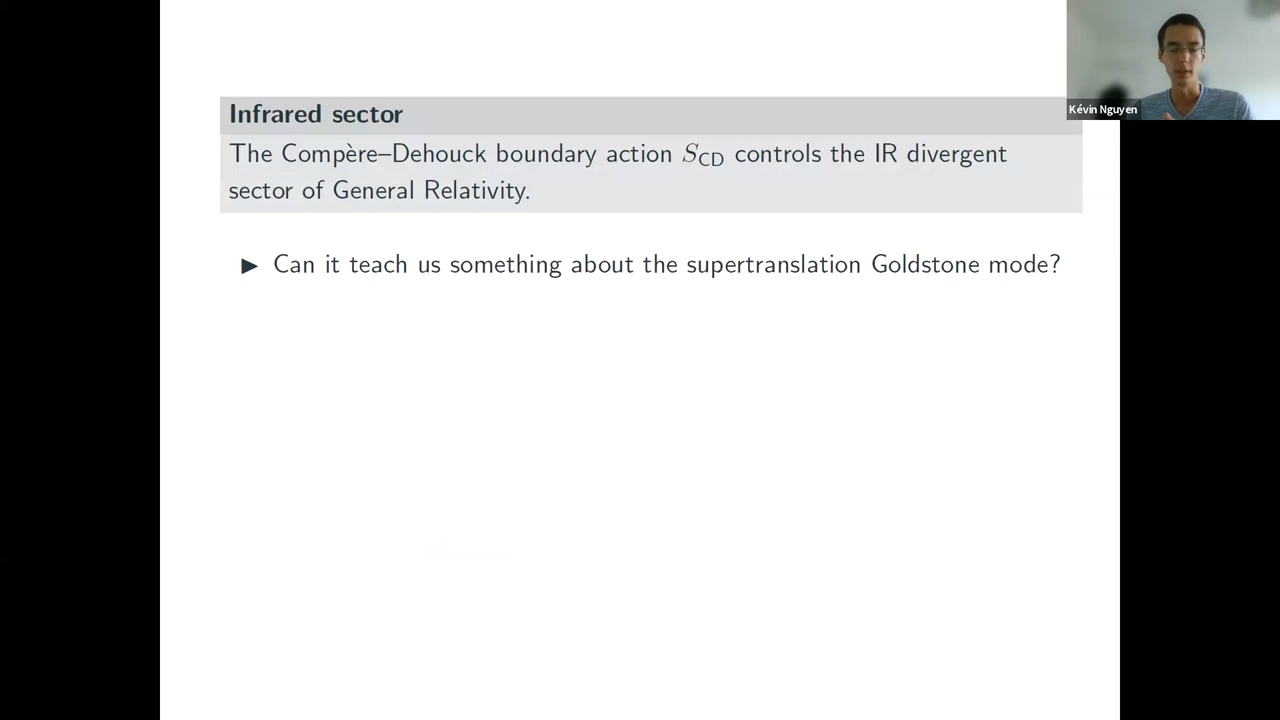 Infrared sector
The Compère–Dehouck boundary action S_CD controls the IR divergent
sector of General Relativity.
▶ Can it teach us something about the supertranslation Goldstone mode?
Kévin Nguyen